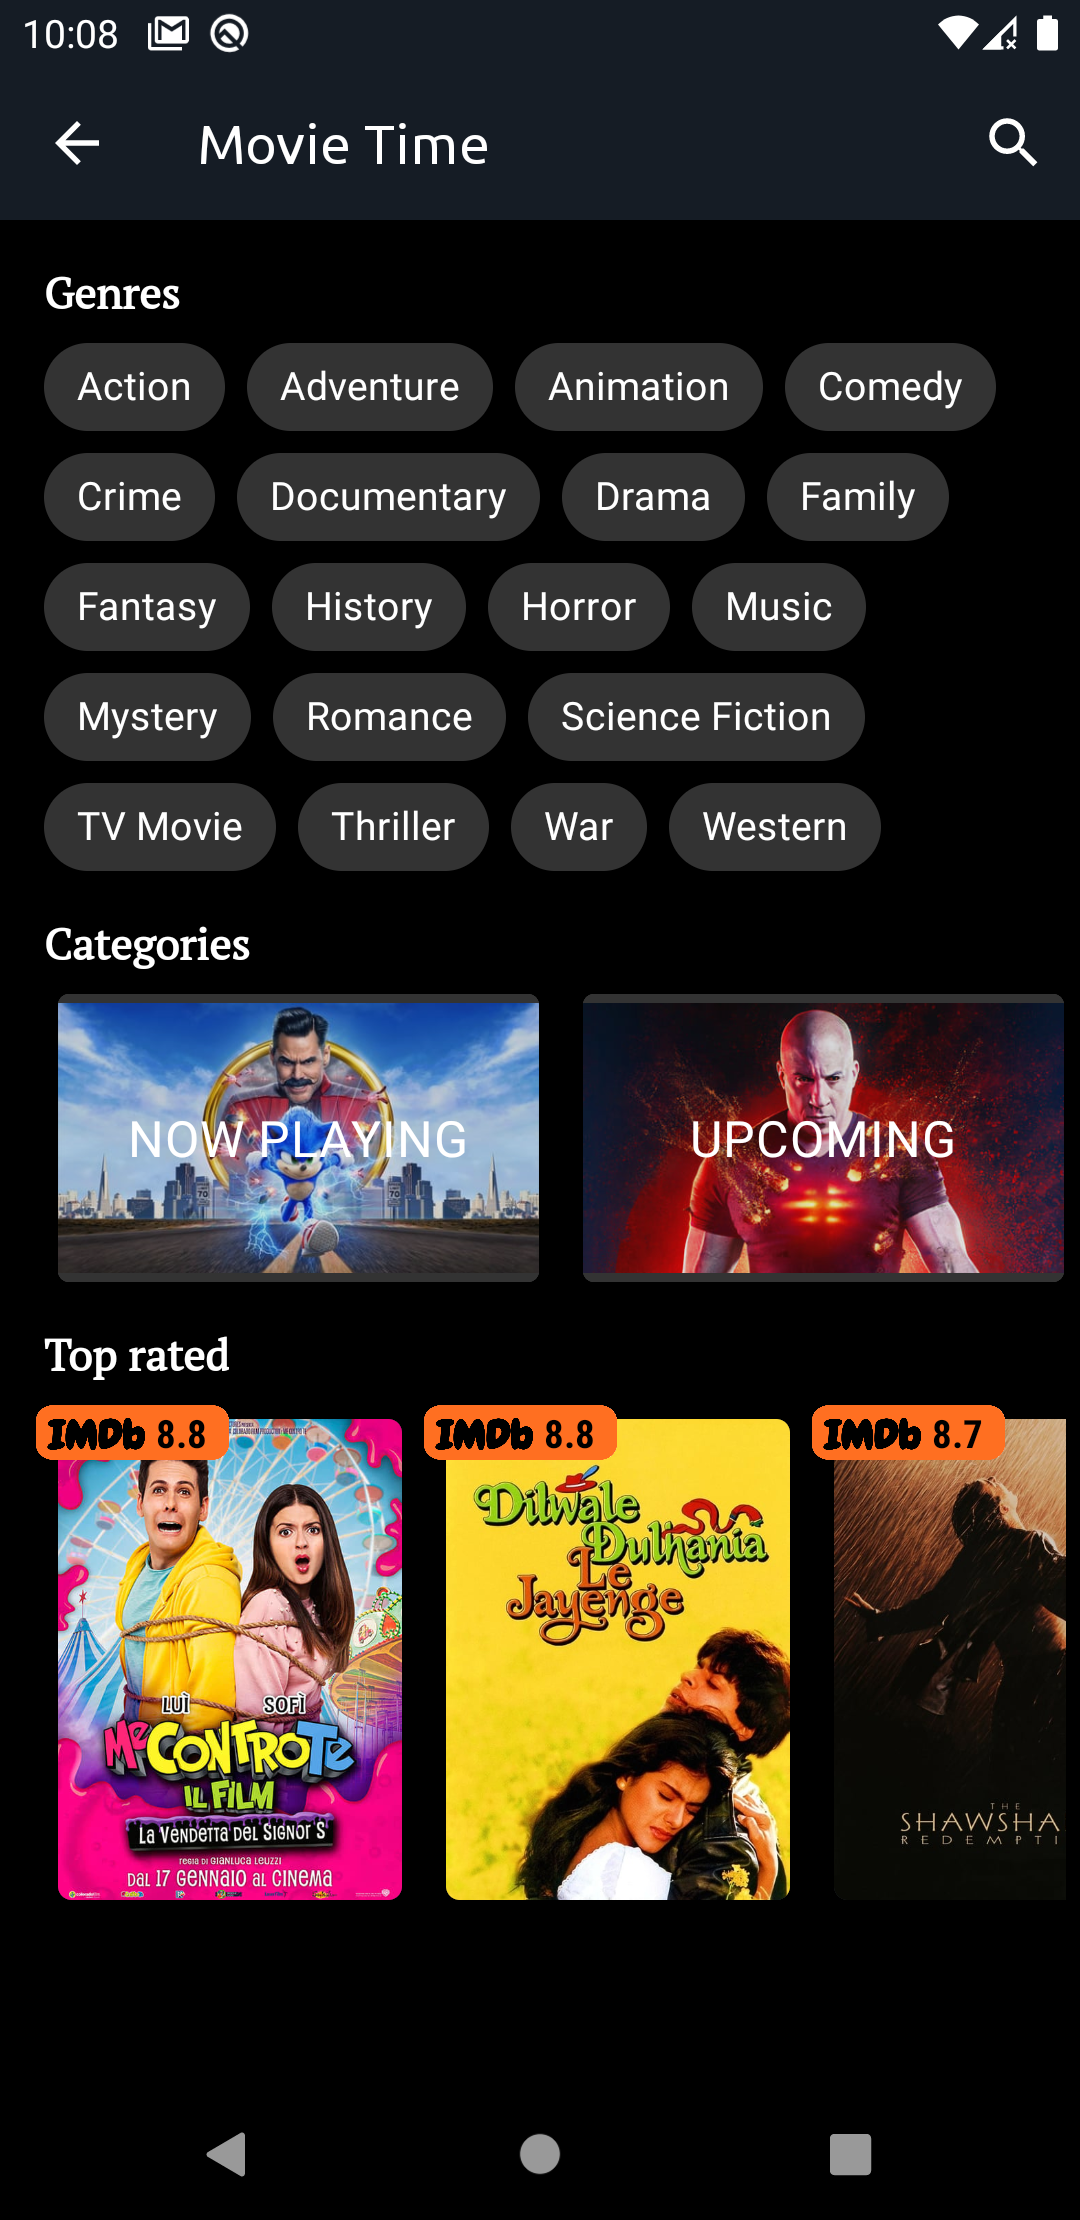 10:08
Movie Time
Genres
Action Adventure Animation Comedy
Crime Documentary Drama Family
Fantasy History Horror Music
Mystery Romance Science Fiction
TV Movie Thriller War Western
Categories
NOW PLAYING UPCOMING
Top rated
IMDb 8.8
LUÌ SOFÌ
Me CONTRO Te
IL FILM
LA VENDETTA DEL SIGNOR S
REGIA DI GIANLUCA LEUZZI
DAL 17 GENNAIO AL CINEMA
IMDb 8.8
Dilwale
Dulhania
Le
Jayenge
IMDb 8.7
THE
SHAWSHA
REDEMPTI